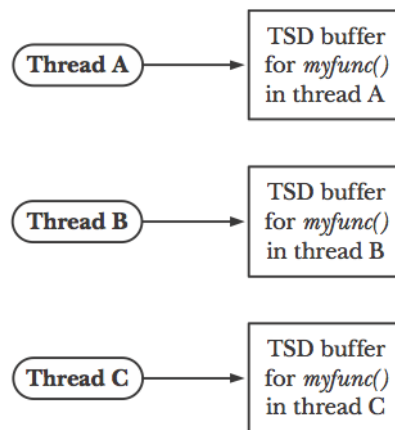 Thread A
TSD buffer
for myfunc()
in thread A
Thread B
TSD buffer
for myfunc()
in thread B
Thread C
TSD buffer
for myfunc()
in thread C